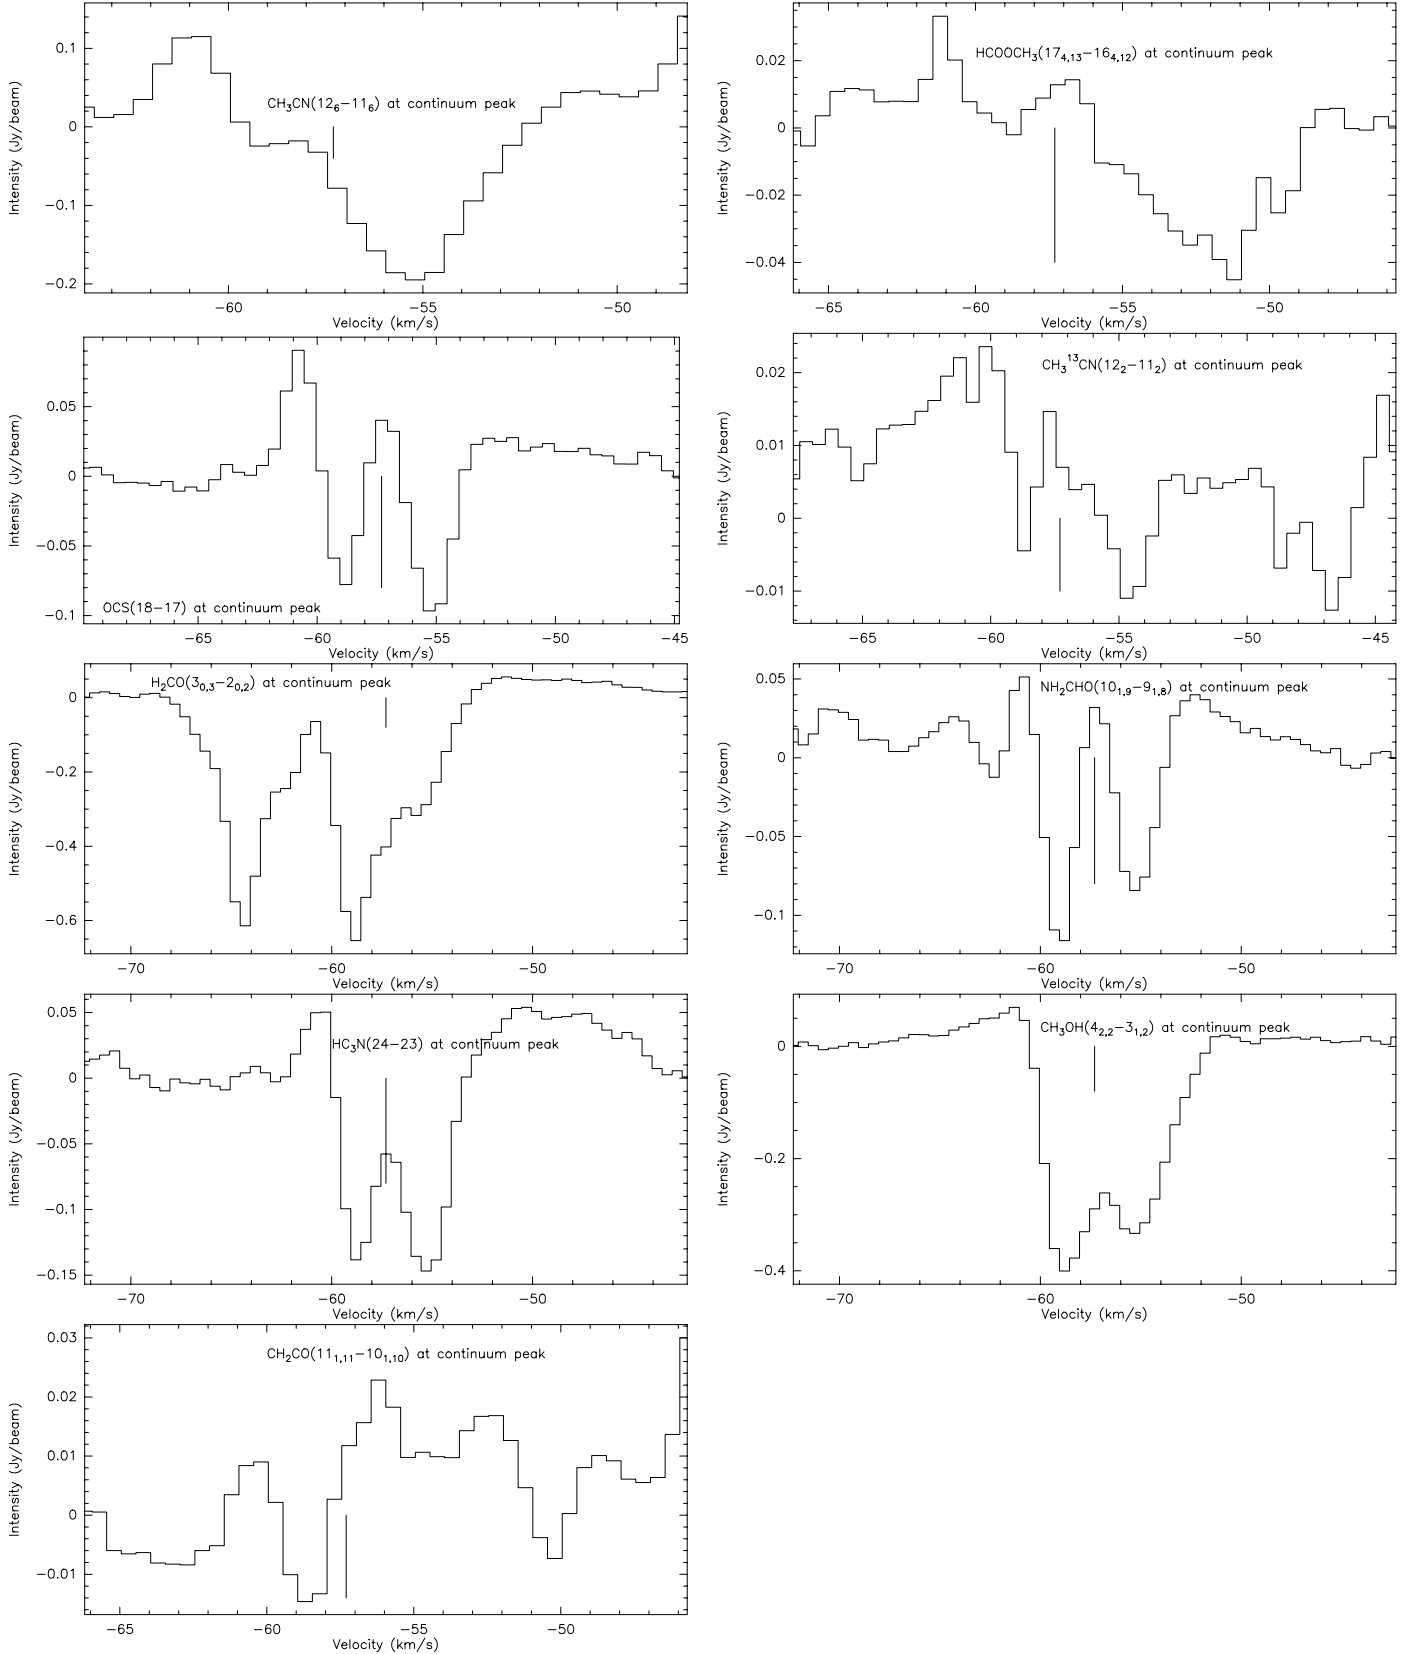 0.1
0
−0.1
−0.2
Intensity (Jy/beam)
CH₃CN(12₆−11₆) at continuum peak
−60
−55
−50
Velocity (km/s)
0.02
0
−0.02
−0.04
Intensity (Jy/beam)
HCOOCH₃(17₄,₁₃−16₄,₁₂) at continuum peak
−65
−60
−55
−50
Velocity (km/s)
0.05
0
−0.05
−0.1
Intensity (Jy/beam)
OCS(18−17) at continuum peak
−65
−60
−55
−50
−45
Velocity (km/s)
0.02
0.01
0
−0.01
Intensity (Jy/beam)
CH₃¹³CN(12₂−11₂) at continuum peak
−65
−60
−55
−50
−45
Velocity (km/s)
0
−0.2
−0.4
−0.6
Intensity (Jy/beam)
H₂CO(3₀,₃−2₀,₂) at continuum peak
−70
−60
−50
Velocity (km/s)
0.05
0
−0.05
−0.1
Intensity (Jy/beam)
NH₂CHO(10₁,₉−9₁,₈) at continuum peak
−70
−60
−50
Velocity (km/s)
0.05
0
−0.05
−0.1
−0.15
Intensity (Jy/beam)
HC₃N(24−23) at continuum peak
−70
−60
−50
Velocity (km/s)
0
−0.2
−0.4
Intensity (Jy/beam)
CH₃OH(4₂,₂−3₁,₂) at continuum peak
−70
−60
−50
Velocity (km/s)
0.03
0.02
0.01
0
−0.01
Intensity (Jy/beam)
CH₂CO(11₁,₁₁−10₁,₁₀) at continuum peak
−65
−60
−55
−50
Velocity (km/s)